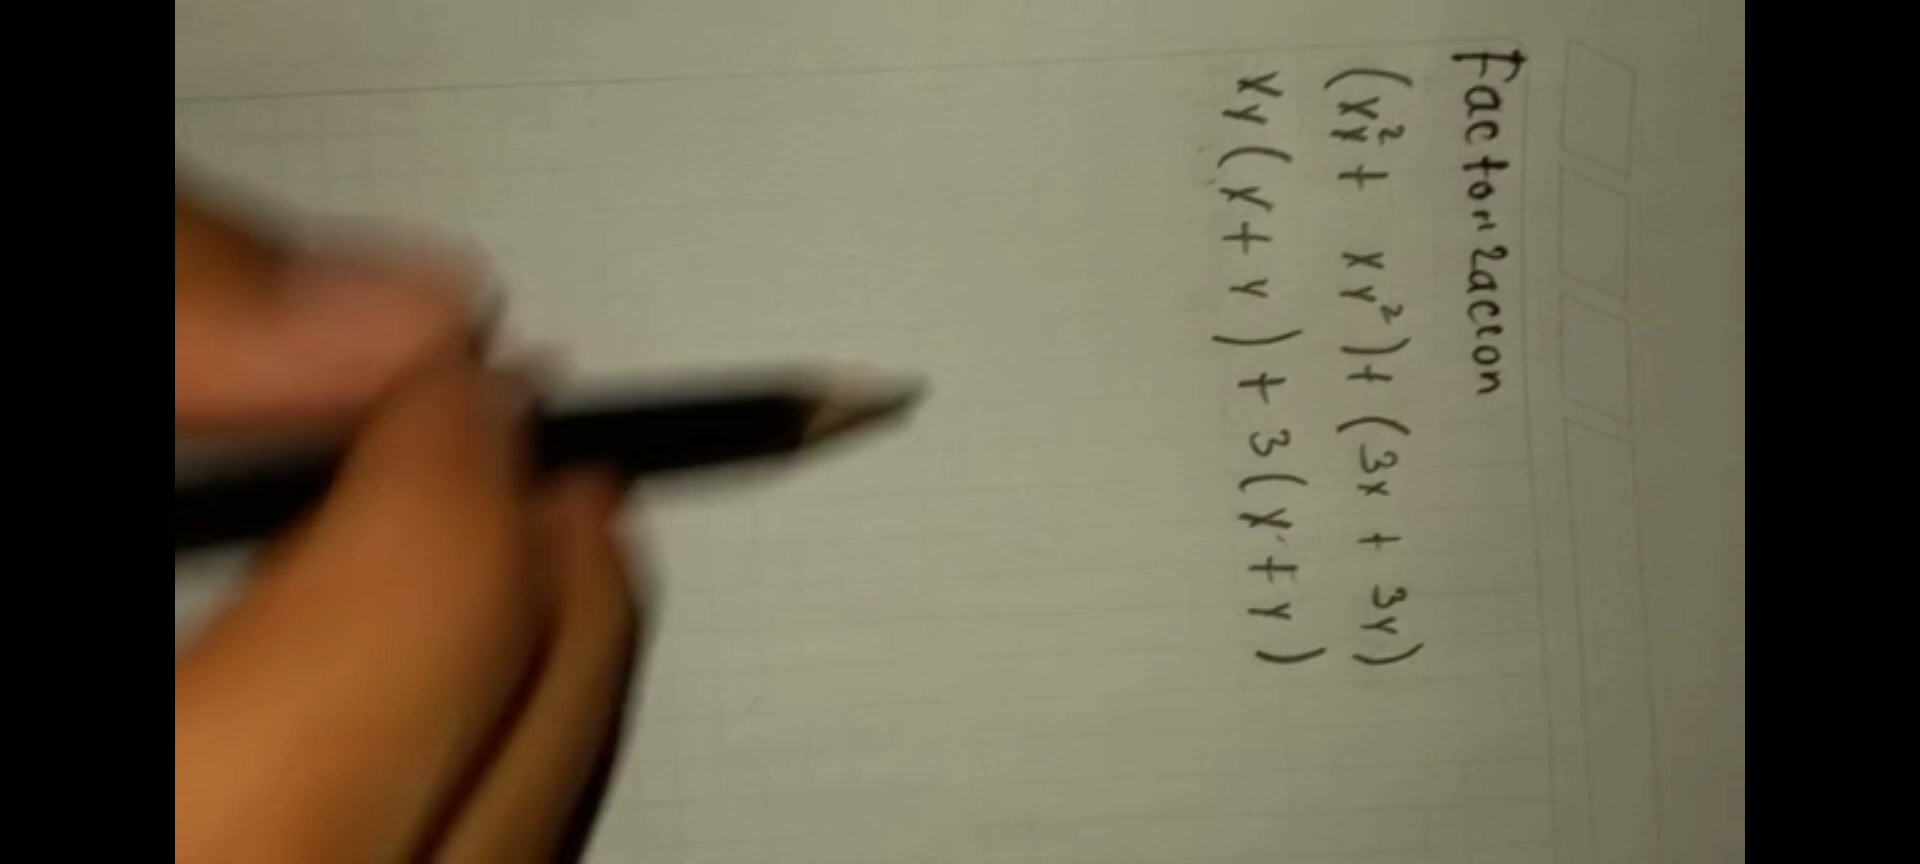 Factorización
(x²y + xy²) + (3x + 3y)
xy(x + y) + 3(x + y)